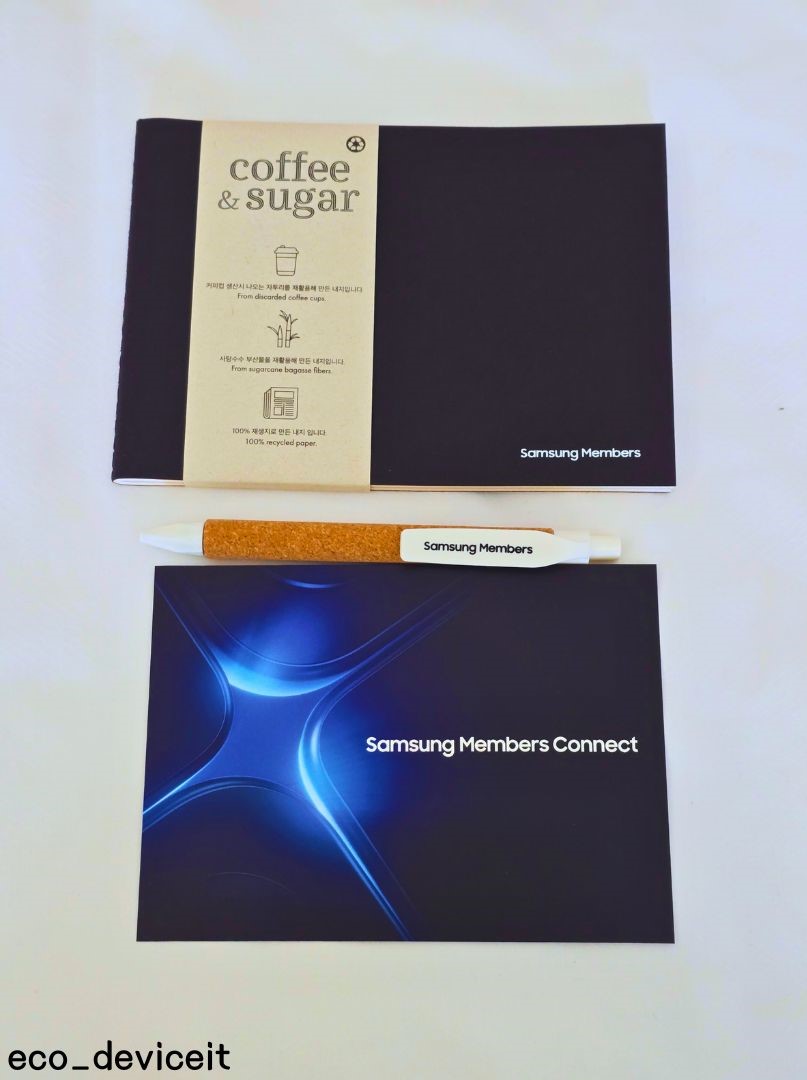 coffee
& sugar
커피컵 생산시 나오는 자투리를 재활용해 만든 내지입니다
From discarded coffee cups.
사탕수수 부산물을 재활용해 만든 내지입니다.
From sugarcane bagasse fibers.
100% 재생지로 만든 내지 입니다.
100% recycled paper.
Samsung Members
Samsung Members
Samsung Members Connect
eco_deviceit